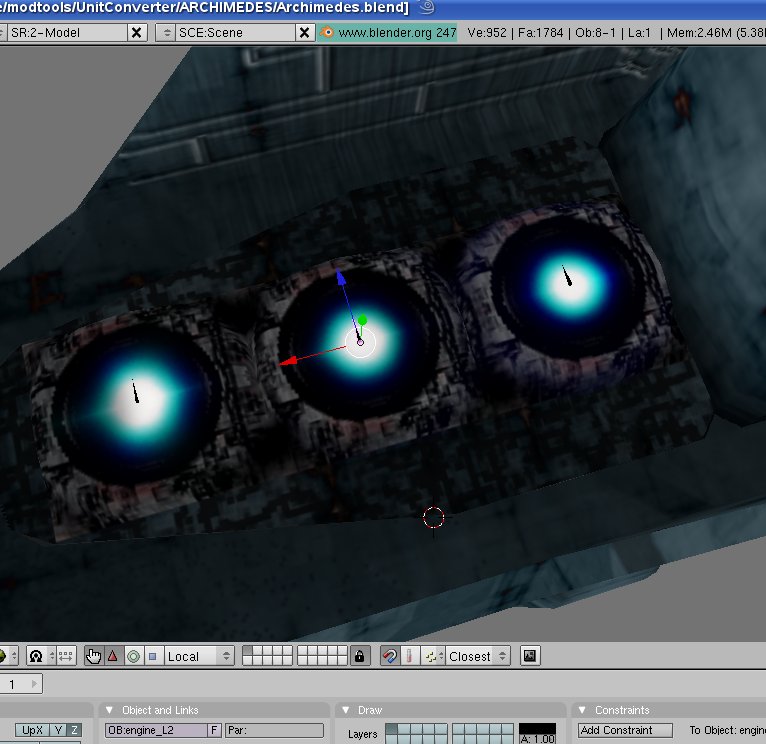 e/modtools/UnitConverter/ARCHIMEDES/Archimedes.blend]
SR:2-Model SCE:Scene www.blender.org 247 Ve:952 | Fa:1784 | Ob:8-1 | La:1 | Mem:2.46M (5.38
Local Closest
1
Object and Links Draw Constraints
UpX Y Z OB:engine_L2 F Par: Layers A: 1.00 Add Constraint To Object: engin